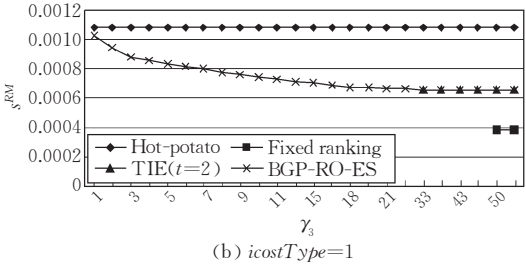 0.0012
0.0010
0.0008
0.0006
0.0004
0.0002
0
s^RM
Hot-potato
Fixed ranking
TIE(t=2)
BGP-RO-ES
1 3 5 7 9 11 15 18 21 33 43 50
γ₃
(b) icostType=1